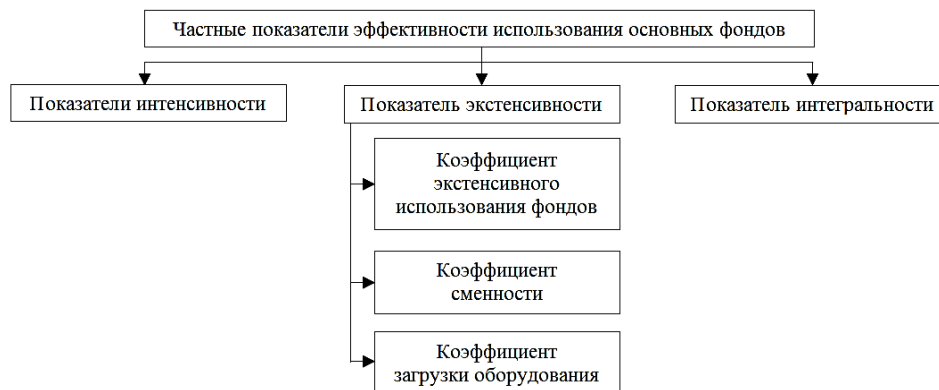 Частные показатели эффективности использования основных фондов
Показатели интенсивности
Показатель экстенсивности
Показатель интегральности
Коэффициент
экстенсивного
использования фондов
Коэффициент
сменности
Коэффициент
загрузки оборудования